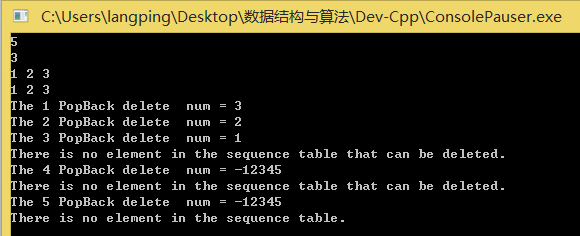 C:\Users\langping\Desktop\数据结构与算法\Dev-Cpp\ConsolePauser.exe
5
3
1 2 3
1 2 3
The 1 PopBack delete  num = 3
The 2 PopBack delete  num = 2
The 3 PopBack delete  num = 1
There is no element in the sequence table that can be deleted.
The 4 PopBack delete  num = -12345
There is no element in the sequence table that can be deleted.
The 5 PopBack delete  num = -12345
There is no element in the sequence table.